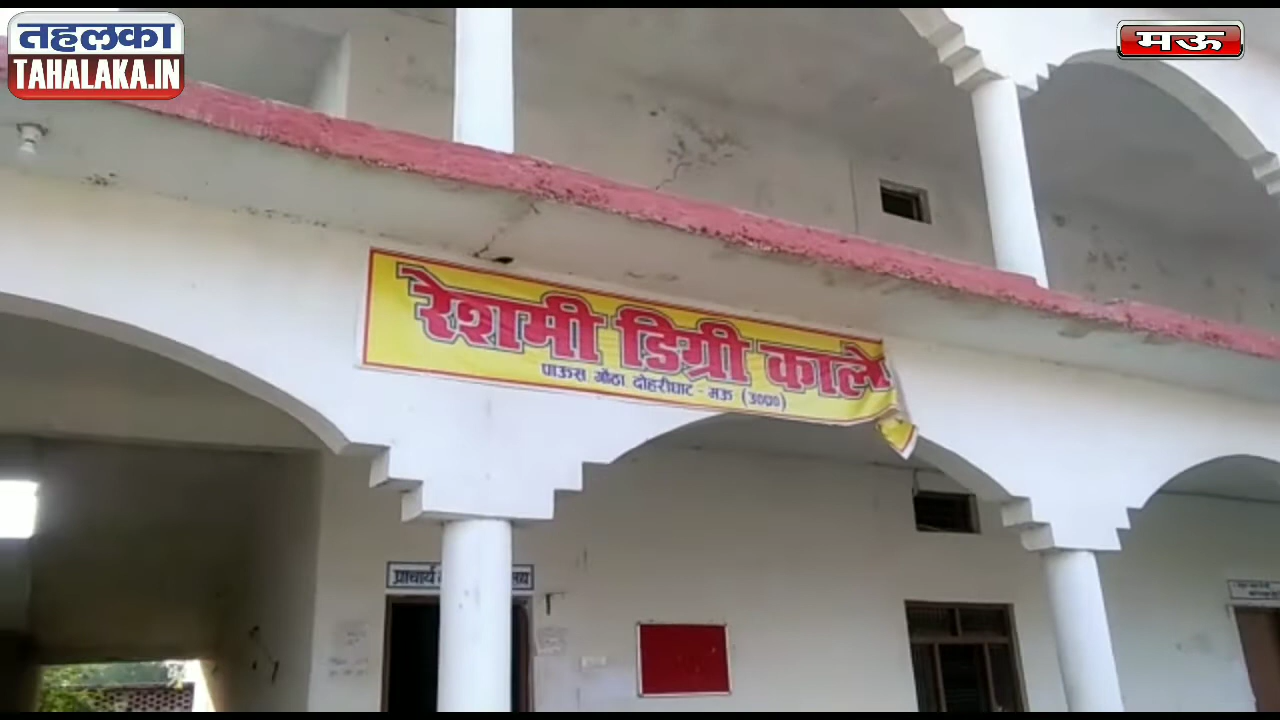 तहलका
TAHALAKA.IN
मऊ
रेशमी डिग्री काले
पाऊस गोंठा दोहरीघाट - मऊ (उ०प्र०)
प्राचार्य